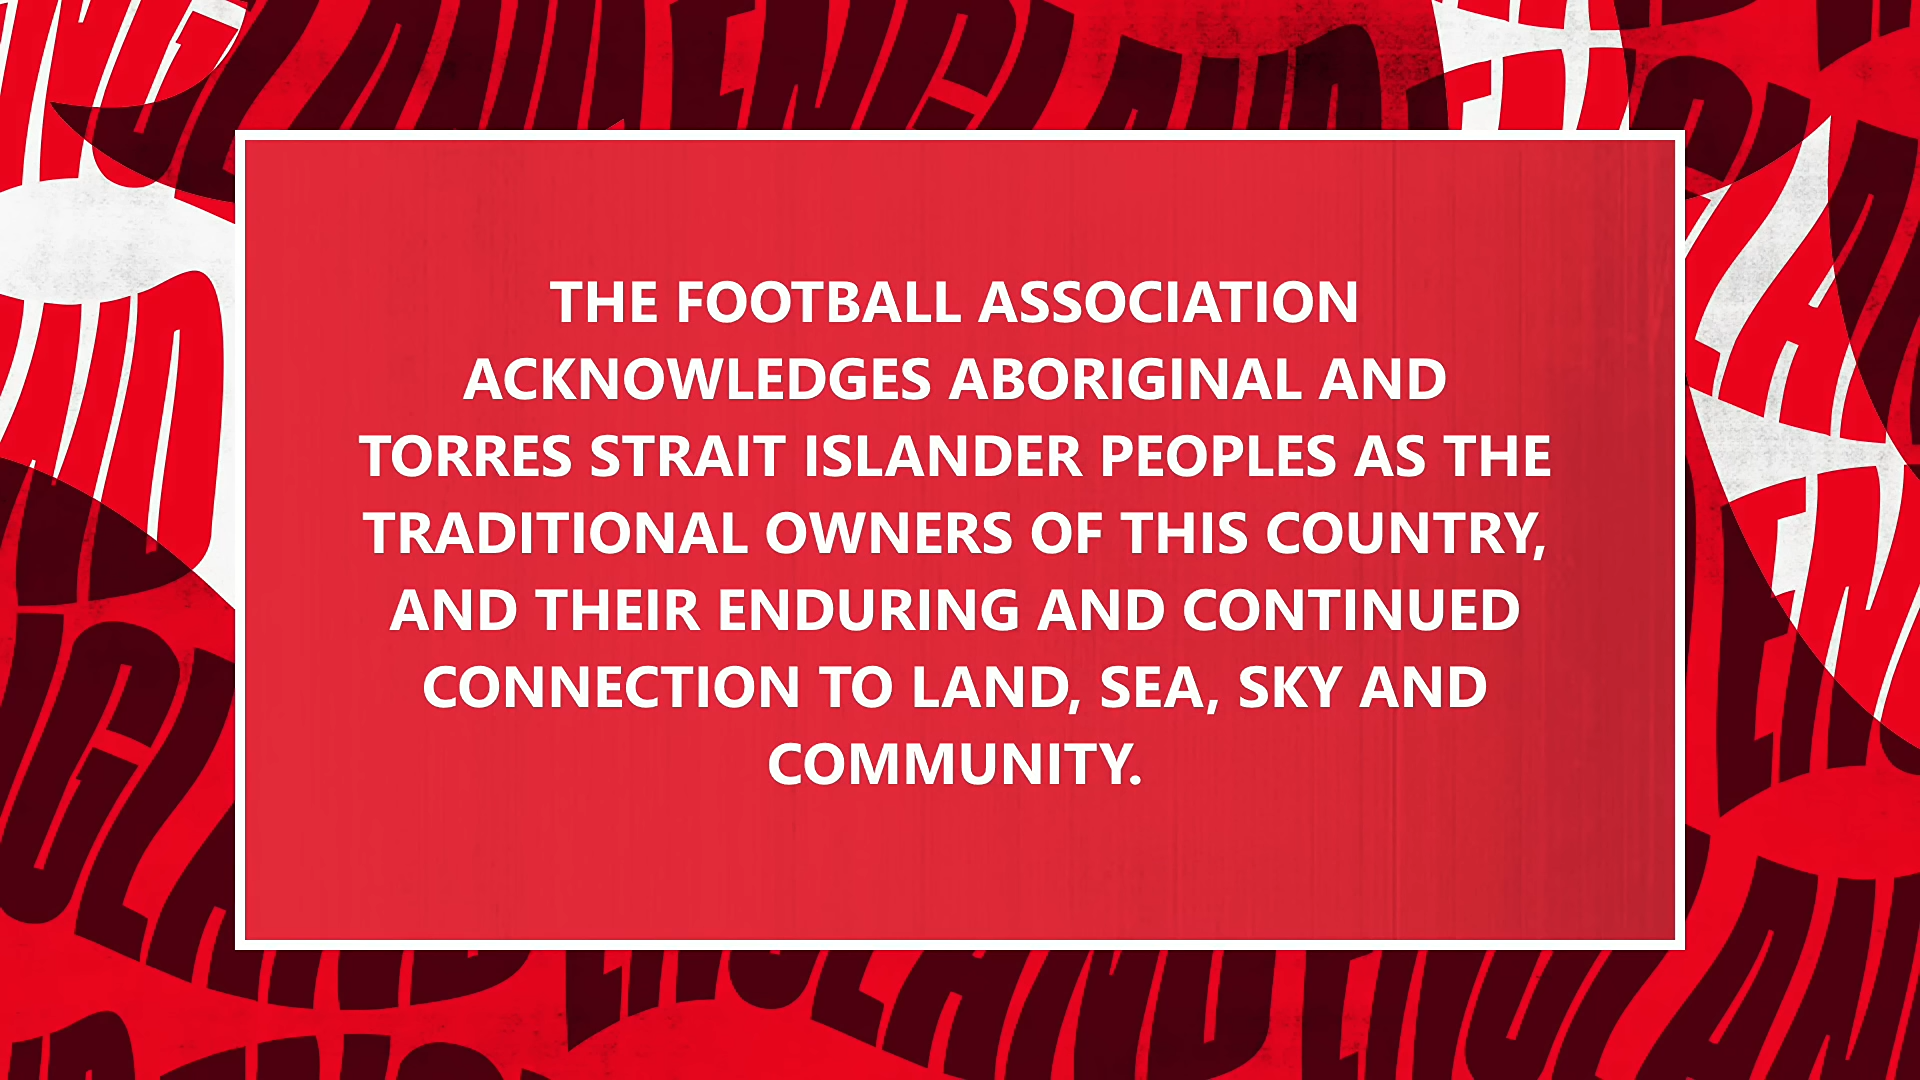 THE FOOTBALL ASSOCIATION
ACKNOWLEDGES ABORIGINAL AND
TORRES STRAIT ISLANDER PEOPLES AS THE
TRADITIONAL OWNERS OF THIS COUNTRY,
AND THEIR ENDURING AND CONTINUED
CONNECTION TO LAND, SEA, SKY AND
COMMUNITY.